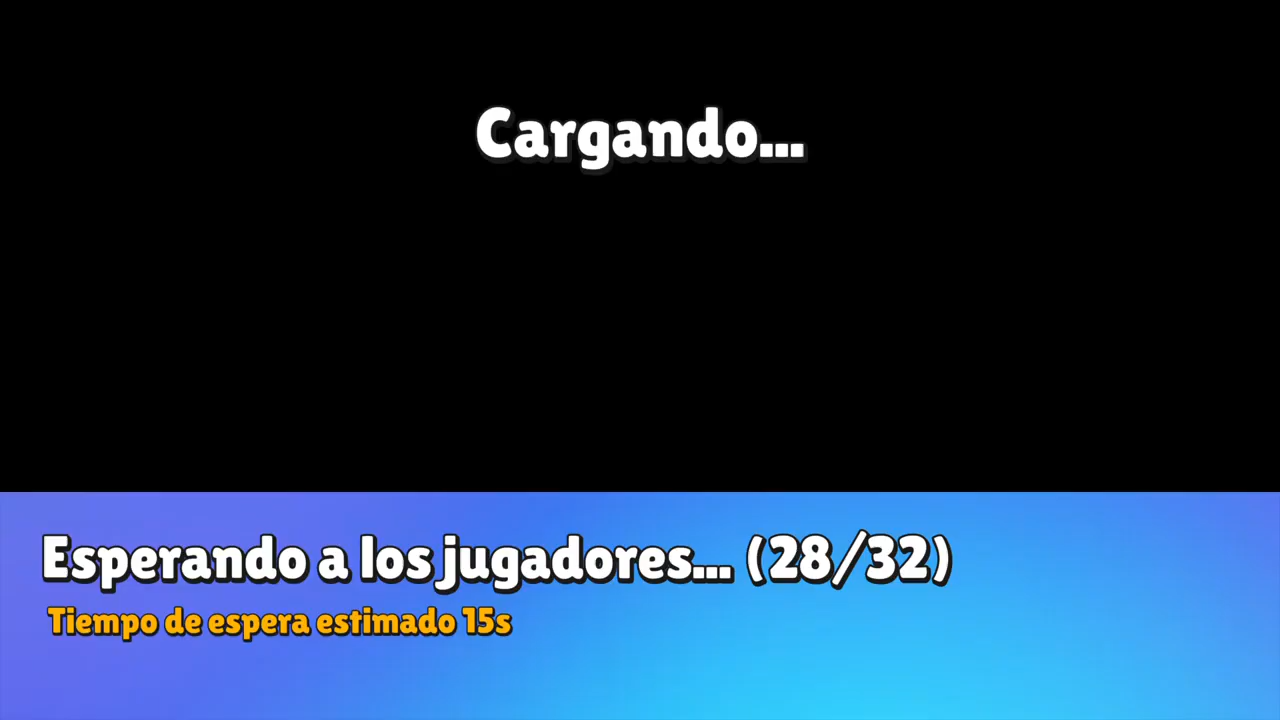 Cargando...
Esperando a los jugadores... (28/32)
Tiempo de espera estimado 15s